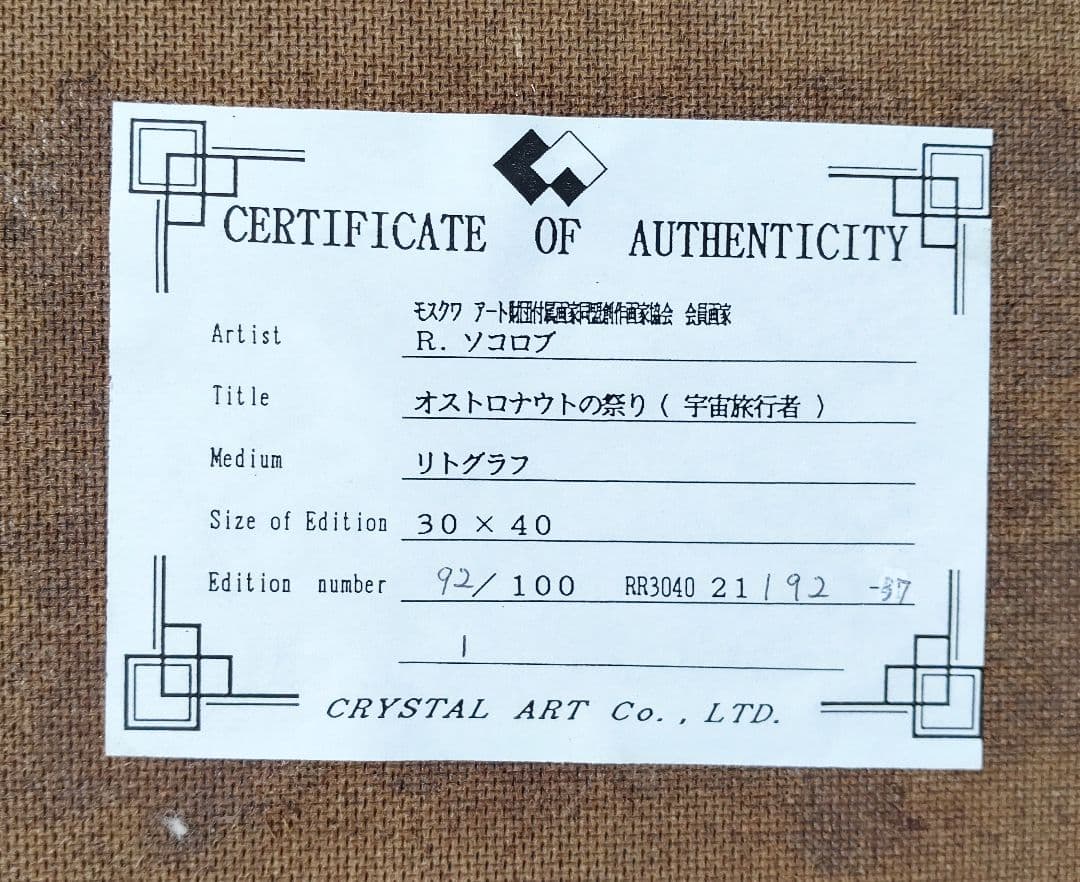 CERTIFICATE OF AUTHENTICITY
モスクワ アート財団付属画家同盟創作画家協会 会員画家
Artist R. ソコロブ
Title オストロナウトの祭り( 宇宙旅行者 )
Medium リトグラフ
Size of Edition 30×40
Edition number 92/100 RR3040 21/92 -37
CRYSTAL ART Co., LTD.